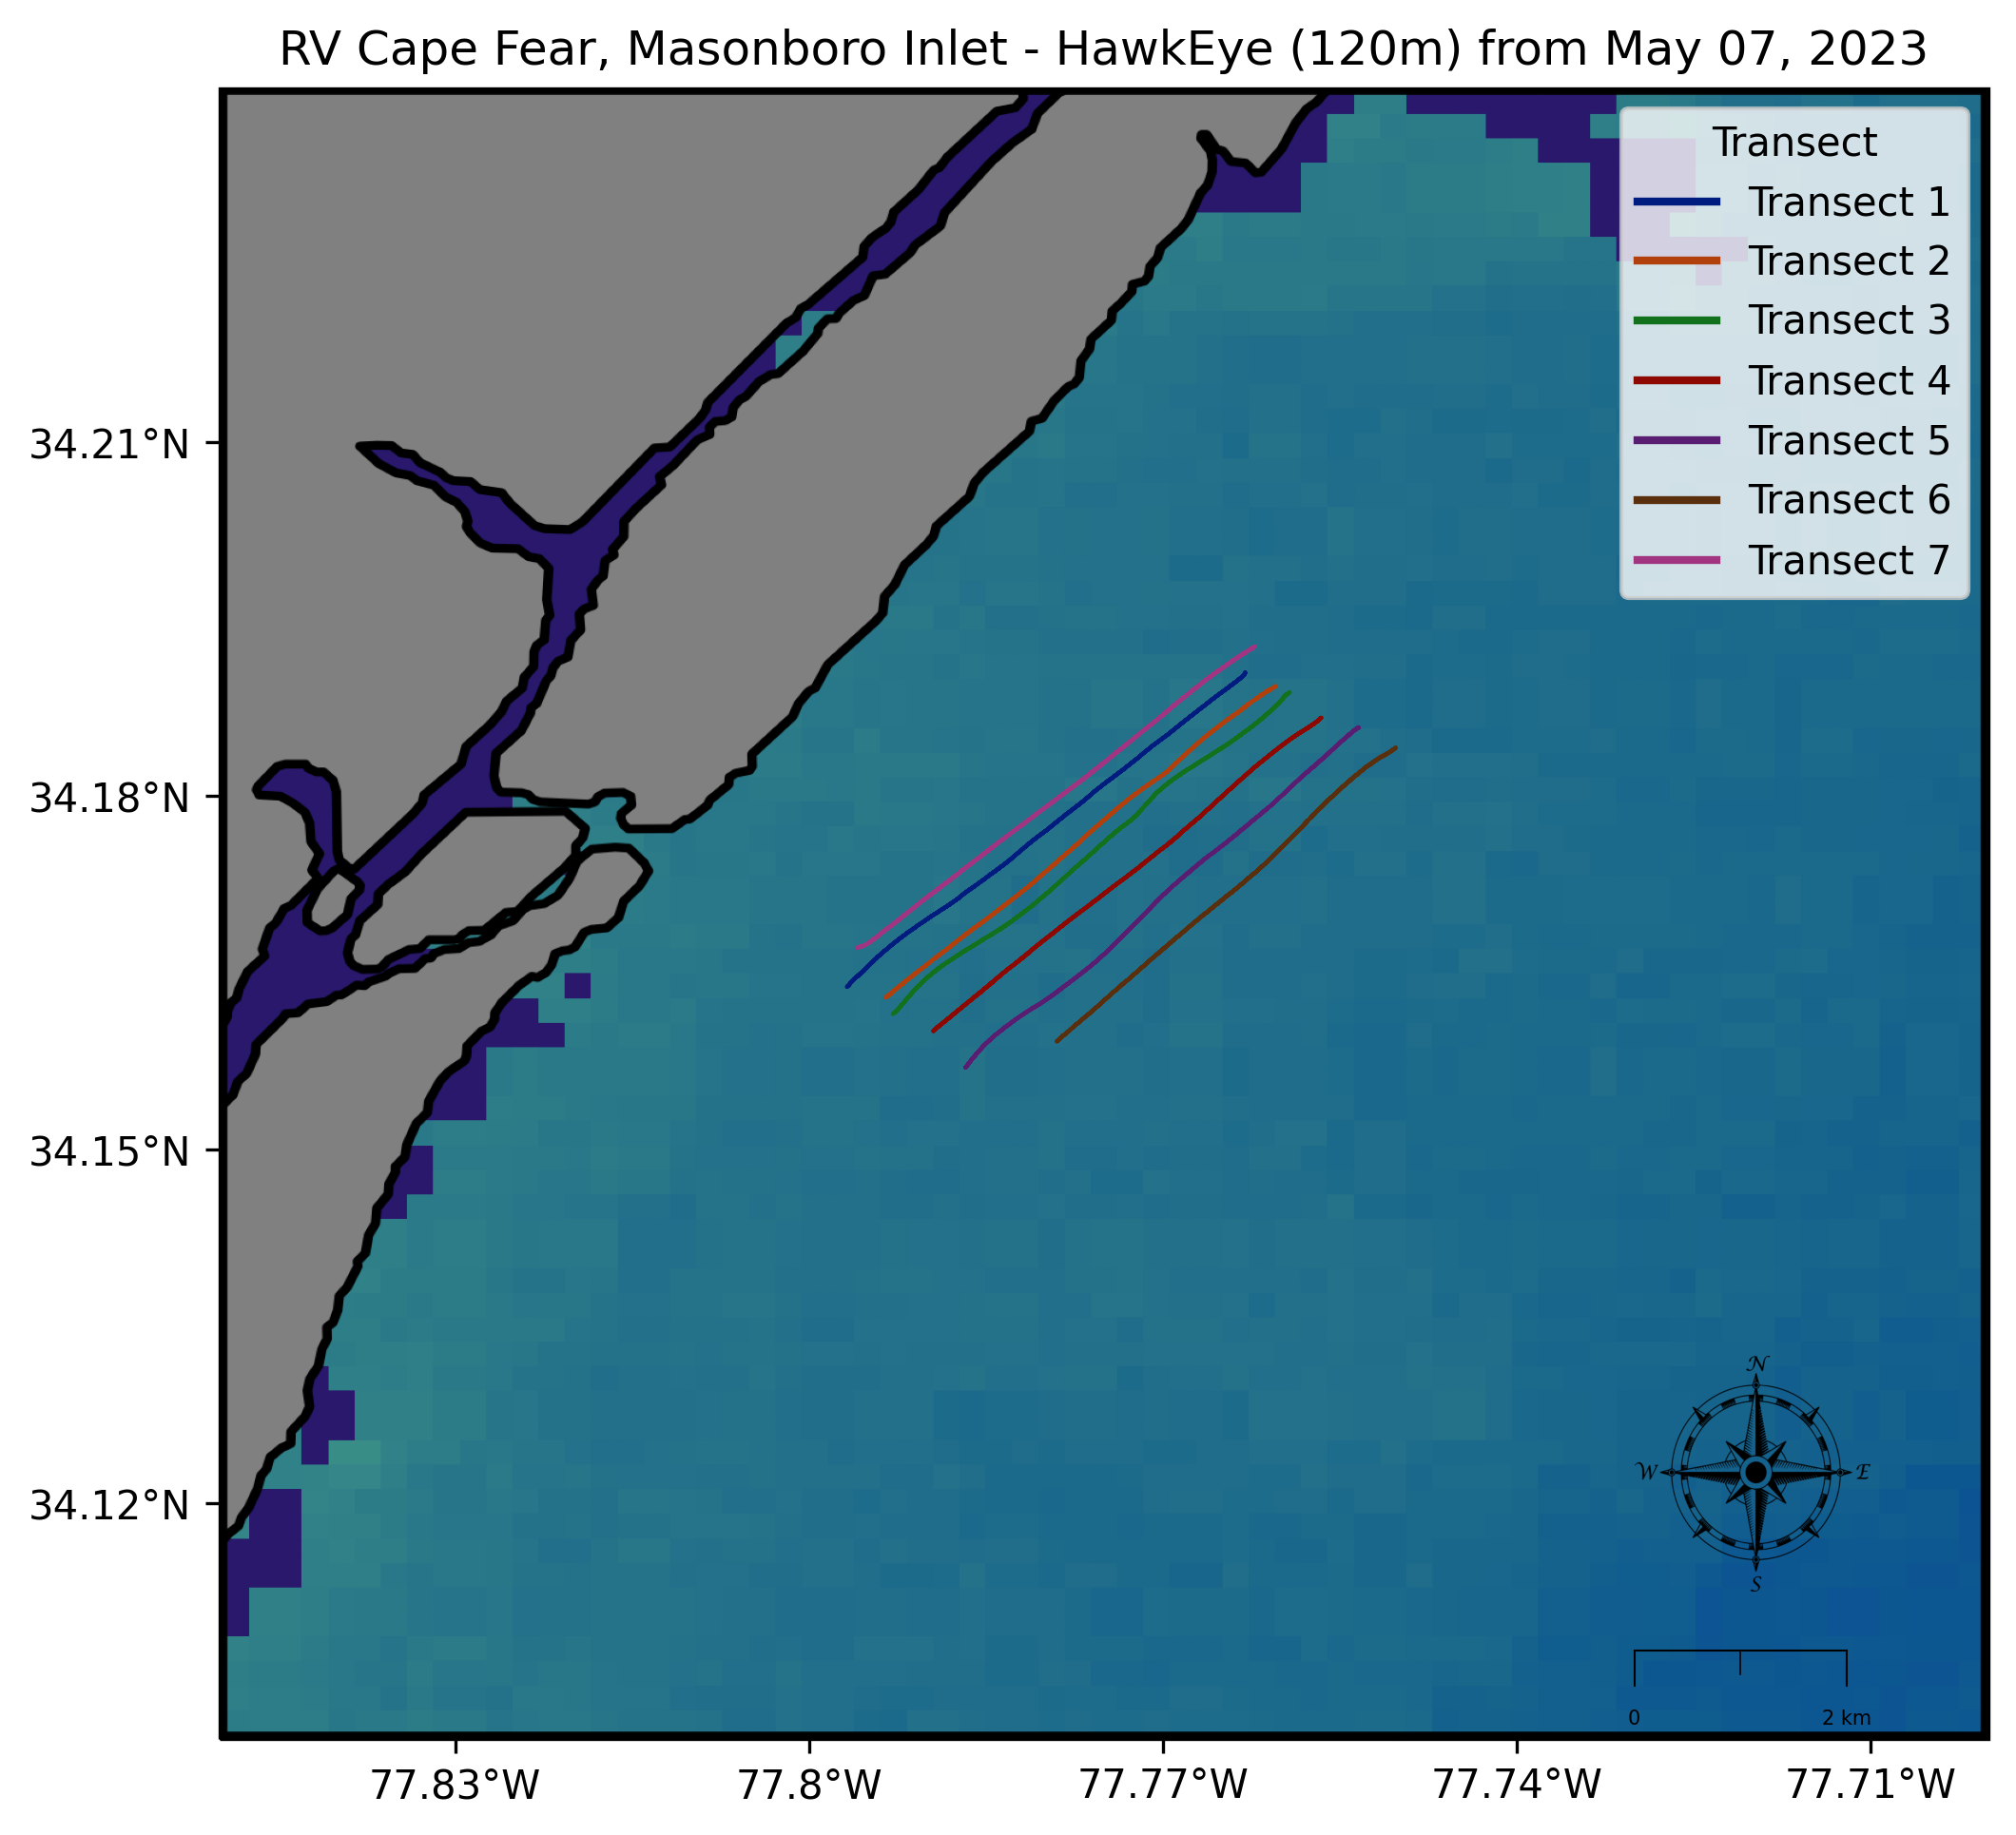 RV Cape Fear, Masonboro Inlet - HawkEye (120m) from May 07, 2023
Transect
Transect 1
Transect 2
Transect 3
Transect 4
Transect 5
Transect 6
Transect 7
34.21°N
34.18°N
34.15°N
34.12°N
N
W
E
S
0
2 km
77.83°W
77.8°W
77.77°W
77.74°W
77.71°W